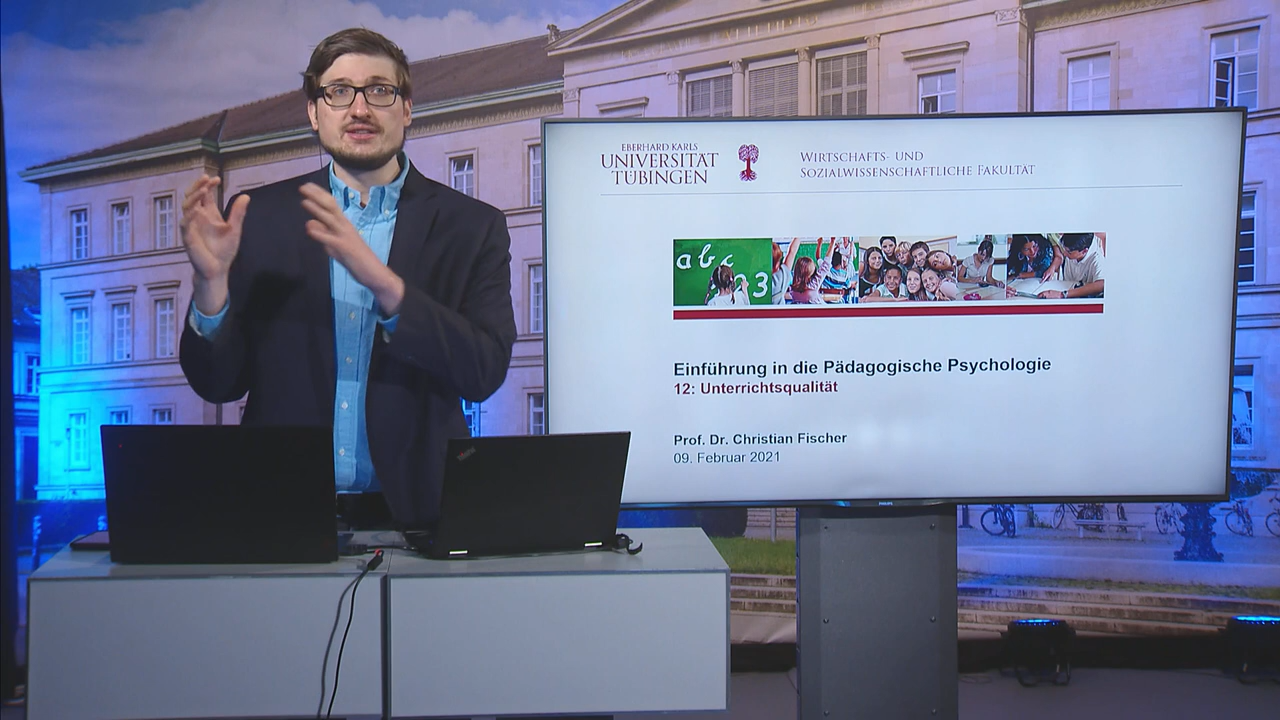 EBERHARD KARLS
UNIVERSITÄT
TÜBINGEN
WIRTSCHAFTS- UND
SOZIALWISSENSCHAFTLICHE FAKULTÄT
a b c
3
Einführung in die Pädagogische Psychologie
12: Unterrichtsqualität
Prof. Dr. Christian Fischer
09. Februar 2021
PHILIPS